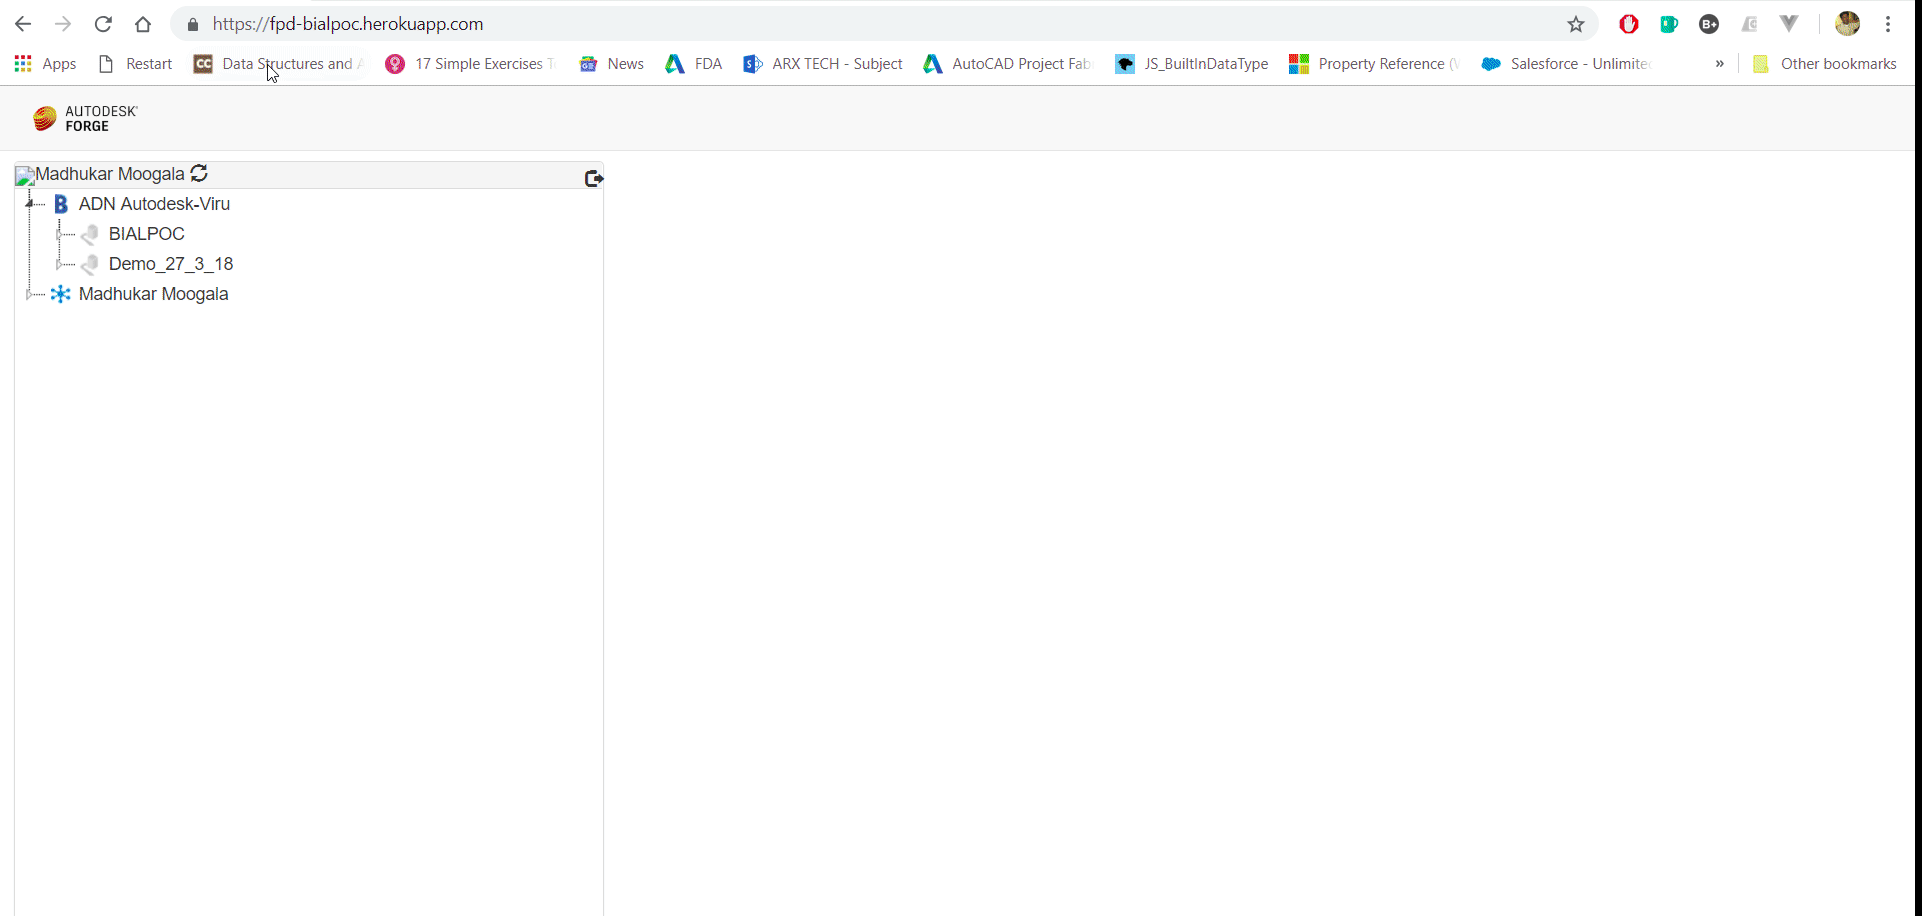 https://fpd-bialpoc.herokuapp.com
Apps Restart CC Data Structures and 17 Simple Exercises News FDA ARX TECH - Subject AutoCAD Project Fab JS_BuiltInDataType Property Reference ( Salesforce - Unlimite » Other bookmarks
AUTODESK
FORGE
Madhukar Moogala
ADN Autodesk-Viru
BIALPOC
Demo_27_3_18
Madhukar Moogala